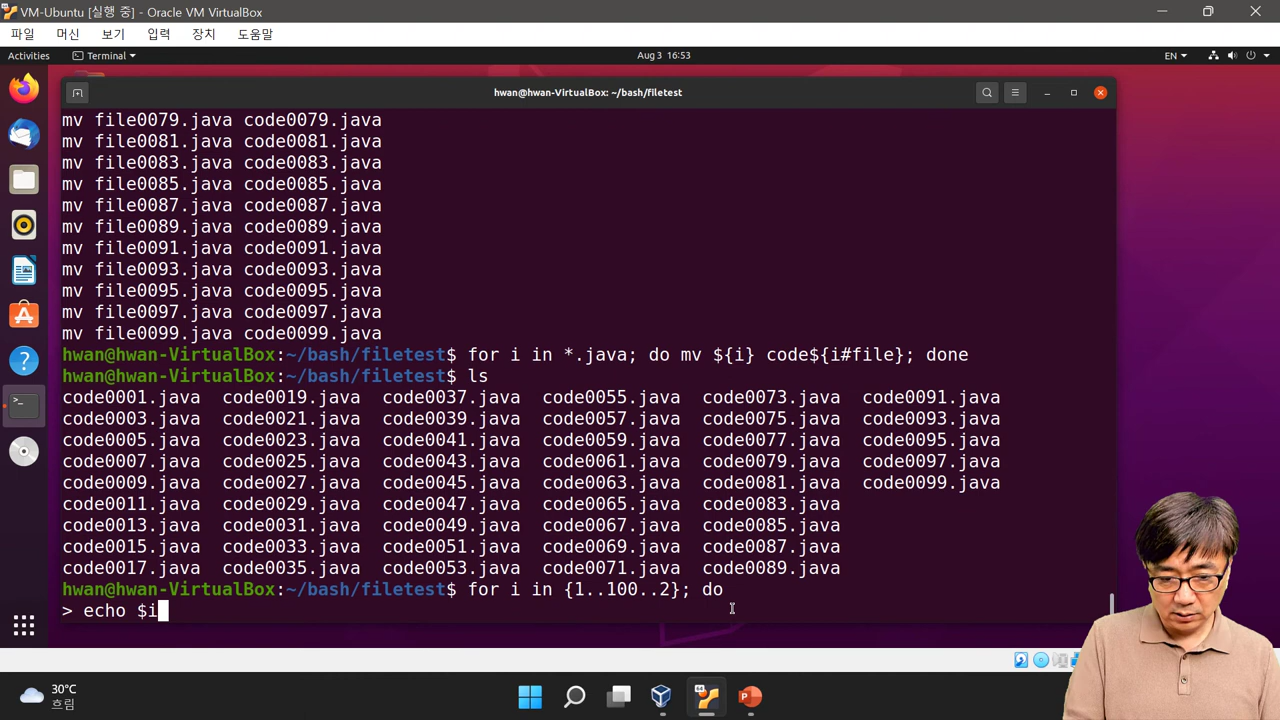 VM-Ubuntu [실행 중] - Oracle VM VirtualBox
파일 머신 보기 입력 장치 도움말
Activities Terminal Aug 3 16:53 EN
hwan@hwan-VirtualBox: ~/bash/filetest
mv file0079.java code0079.java
mv file0081.java code0081.java
mv file0083.java code0083.java
mv file0085.java code0085.java
mv file0087.java code0087.java
mv file0089.java code0089.java
mv file0091.java code0091.java
mv file0093.java code0093.java
mv file0095.java code0095.java
mv file0097.java code0097.java
mv file0099.java code0099.java
hwan@hwan-VirtualBox:~/bash/filetest$ for i in *.java; do mv ${i} code${i#file}; done
hwan@hwan-VirtualBox:~/bash/filetest$ ls
code0001.java code0019.java code0037.java code0055.java code0073.java code0091.java
code0003.java code0021.java code0039.java code0057.java code0075.java code0093.java
code0005.java code0023.java code0041.java code0059.java code0077.java code0095.java
code0007.java code0025.java code0043.java code0061.java code0079.java code0097.java
code0009.java code0027.java code0045.java code0063.java code0081.java code0099.java
code0011.java code0029.java code0047.java code0065.java code0083.java
code0013.java code0031.java code0049.java code0067.java code0085.java
code0015.java code0033.java code0051.java code0069.java code0087.java
code0017.java code0035.java code0053.java code0071.java code0089.java
hwan@hwan-VirtualBox:~/bash/filetest$ for i in {1..100..2}; do
> echo $i
30°C
흐림